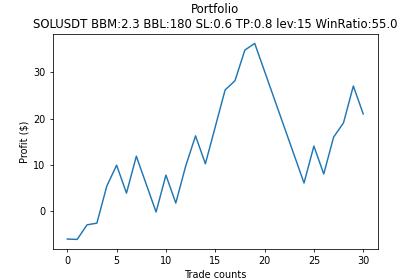 Portfolio
SOLUSDT BBM:2.3 BBL:180 SL:0.6 TP:0.8 lev:15 WinRatio:55.0
30
20
10
0
Profit ($)
0 5 10 15 20 25 30
Trade counts